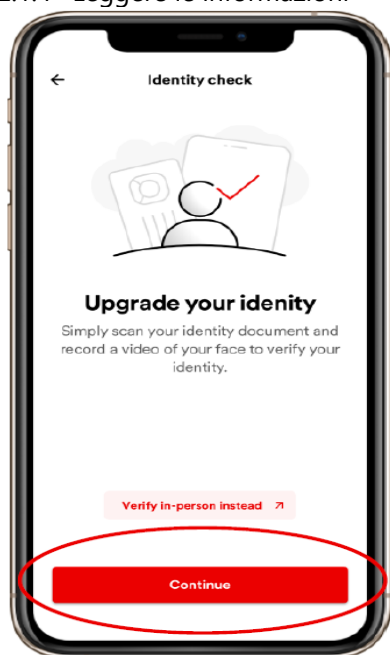 Identity check
Upgrade your idenity
Simply scan your identity document and
record a video of your face to verify your
identity.
Verify in-person instead
Continue